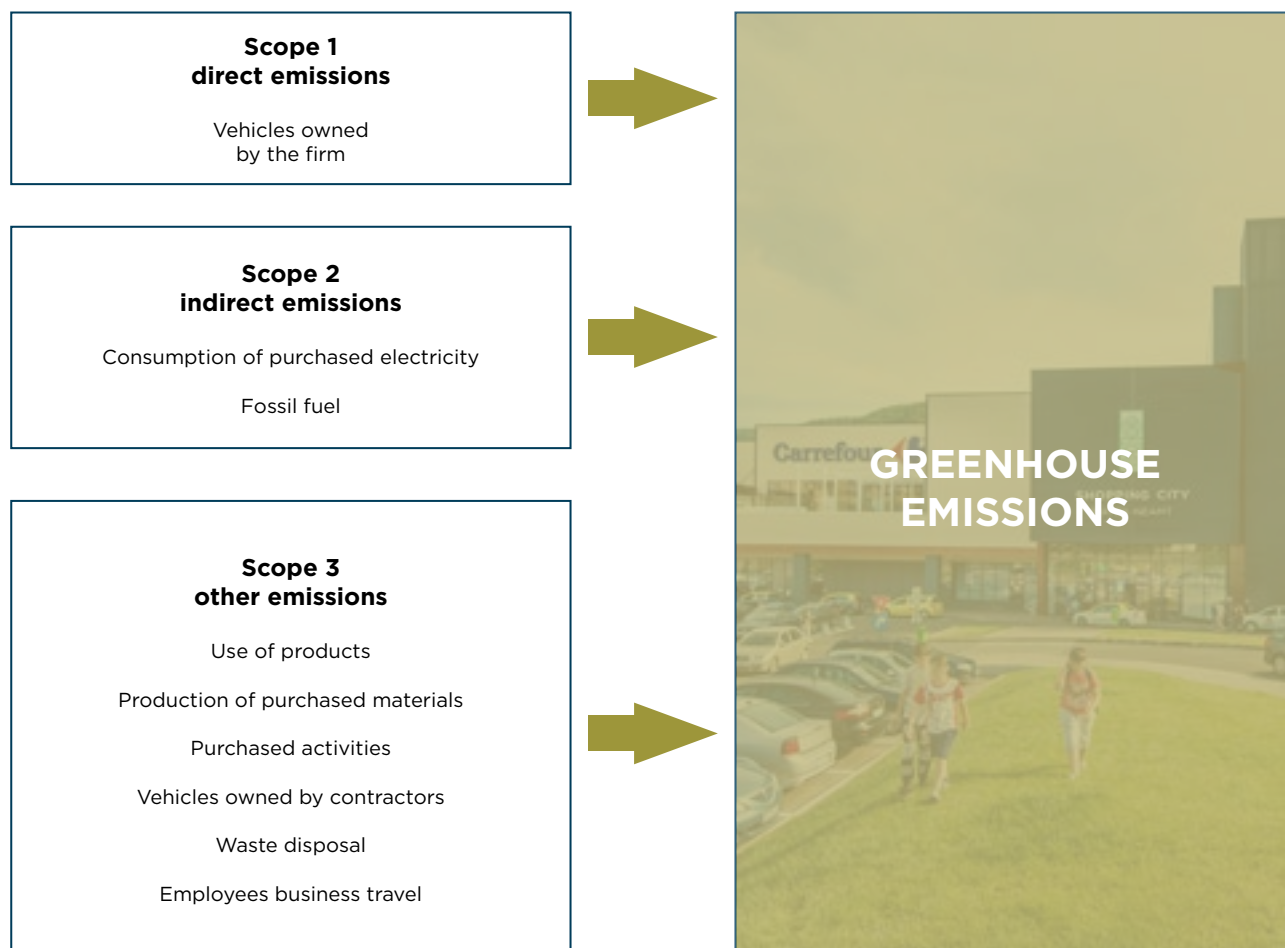 Scope 1
direct emissions
Vehicles owned
by the firm
Scope 2
indirect emissions
Consumption of purchased electricity
Fossil fuel
Scope 3
other emissions
Use of products
Production of purchased materials
Purchased activities
Vehicles owned by contractors
Waste disposal
Employees business travel
Carrefour
GREENHOUSE
EMISSIONS
SHOPPING CITY